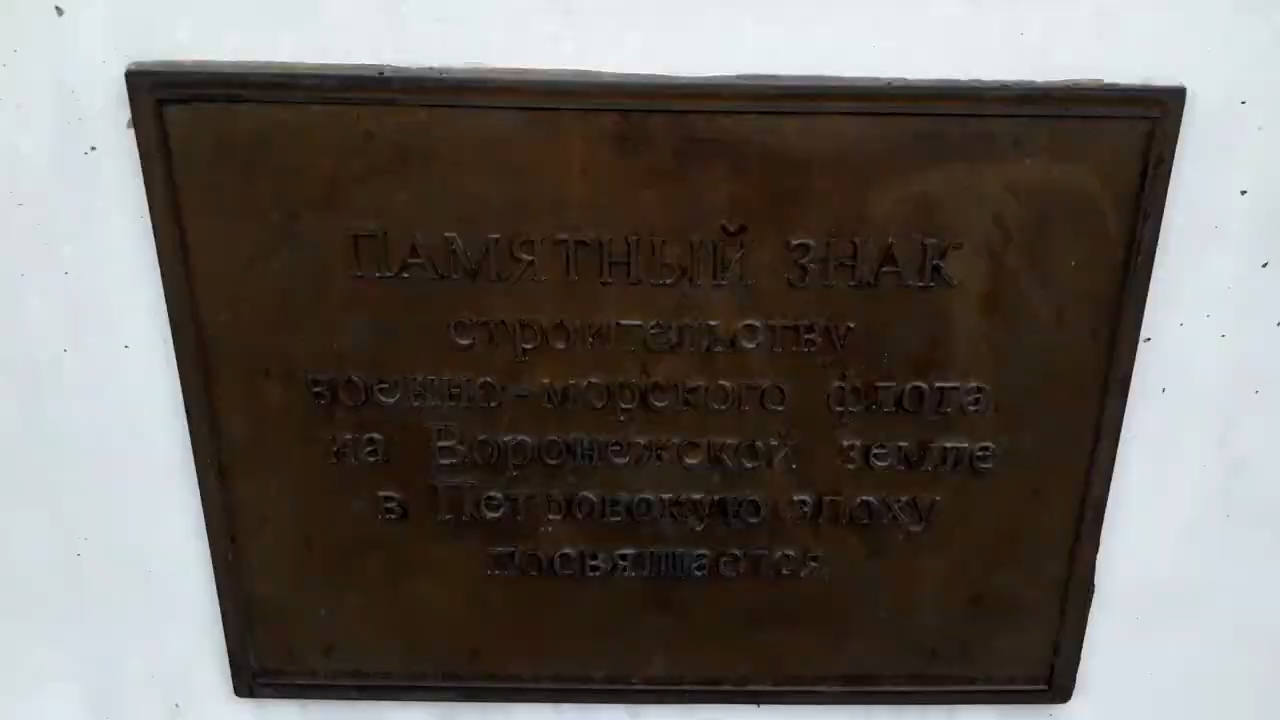 ПАМЯТНЫЙ ЗНАК
строительству
военно-морского флота
на Воронежской земле
в Петровскую эпоху
посвящается